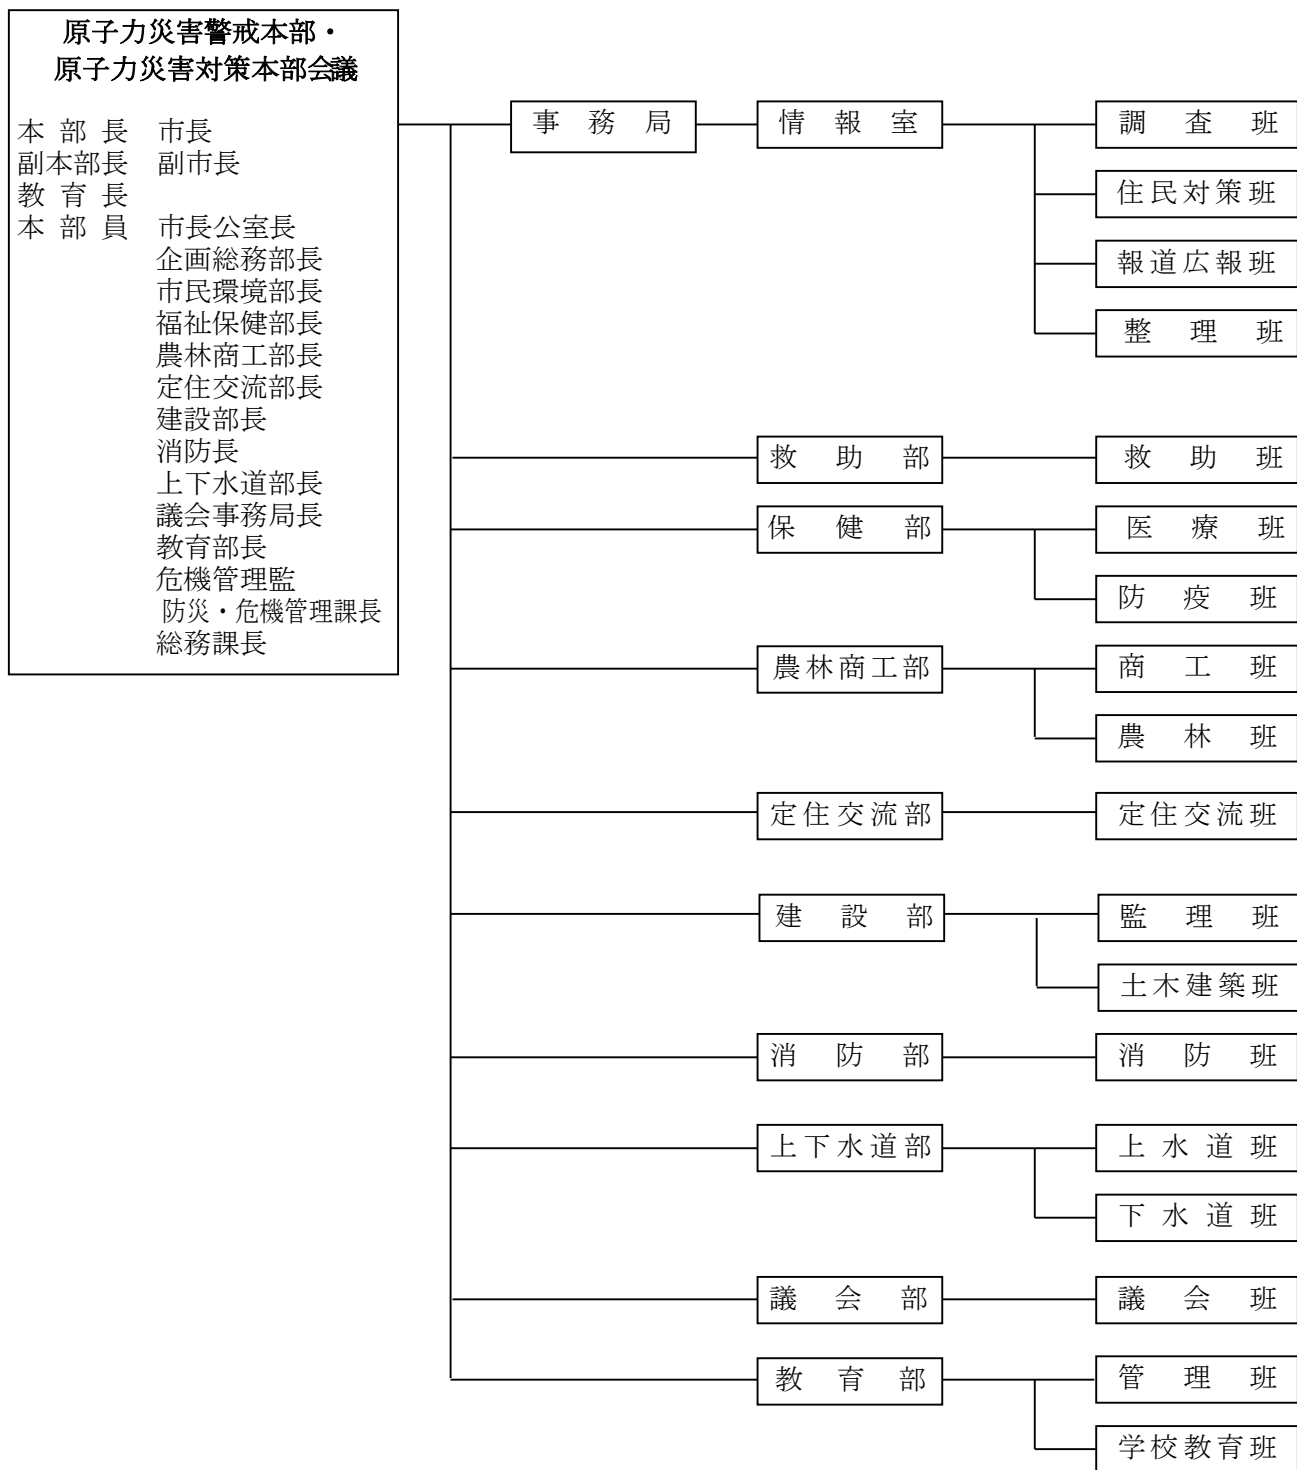 原子力災害警戒本部・
原子力災害対策本部会議
本部長 市長
副本部長 副市長
教育長
本部員 市長公室長
企画総務部長
市民環境部長
福祉保健部長
農林商工部長
定住交流部長
建設部長
消防長
上下水道部長
議会事務局長
教育部長
危機管理監
防災・危機管理課長
総務課長
事務局 情報室 調査班
住民対策班
報道広報班
整理班
救助部 救助班
保健部 医療班
防疫班
農林商工部 商工班
農林班
定住交流部 定住交流班
建設部 監理班
土木建築班
消防部 消防班
上下水道部 上水道班
下水道班
議会部 議会班
教育部 管理班
学校教育班